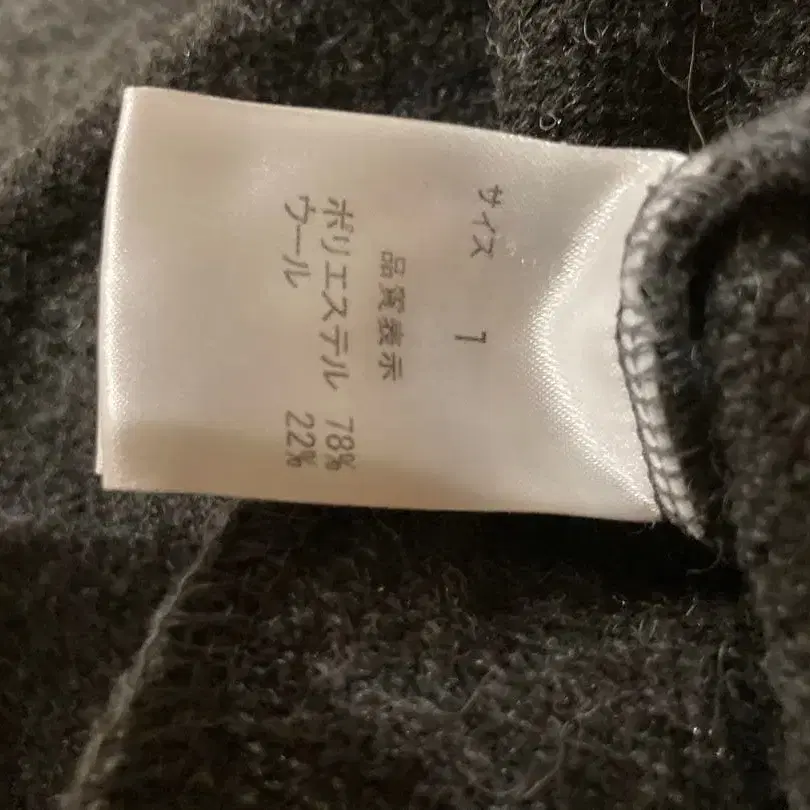 サイズ 1
品質表示
ポリエステル 78%
ウール 22%